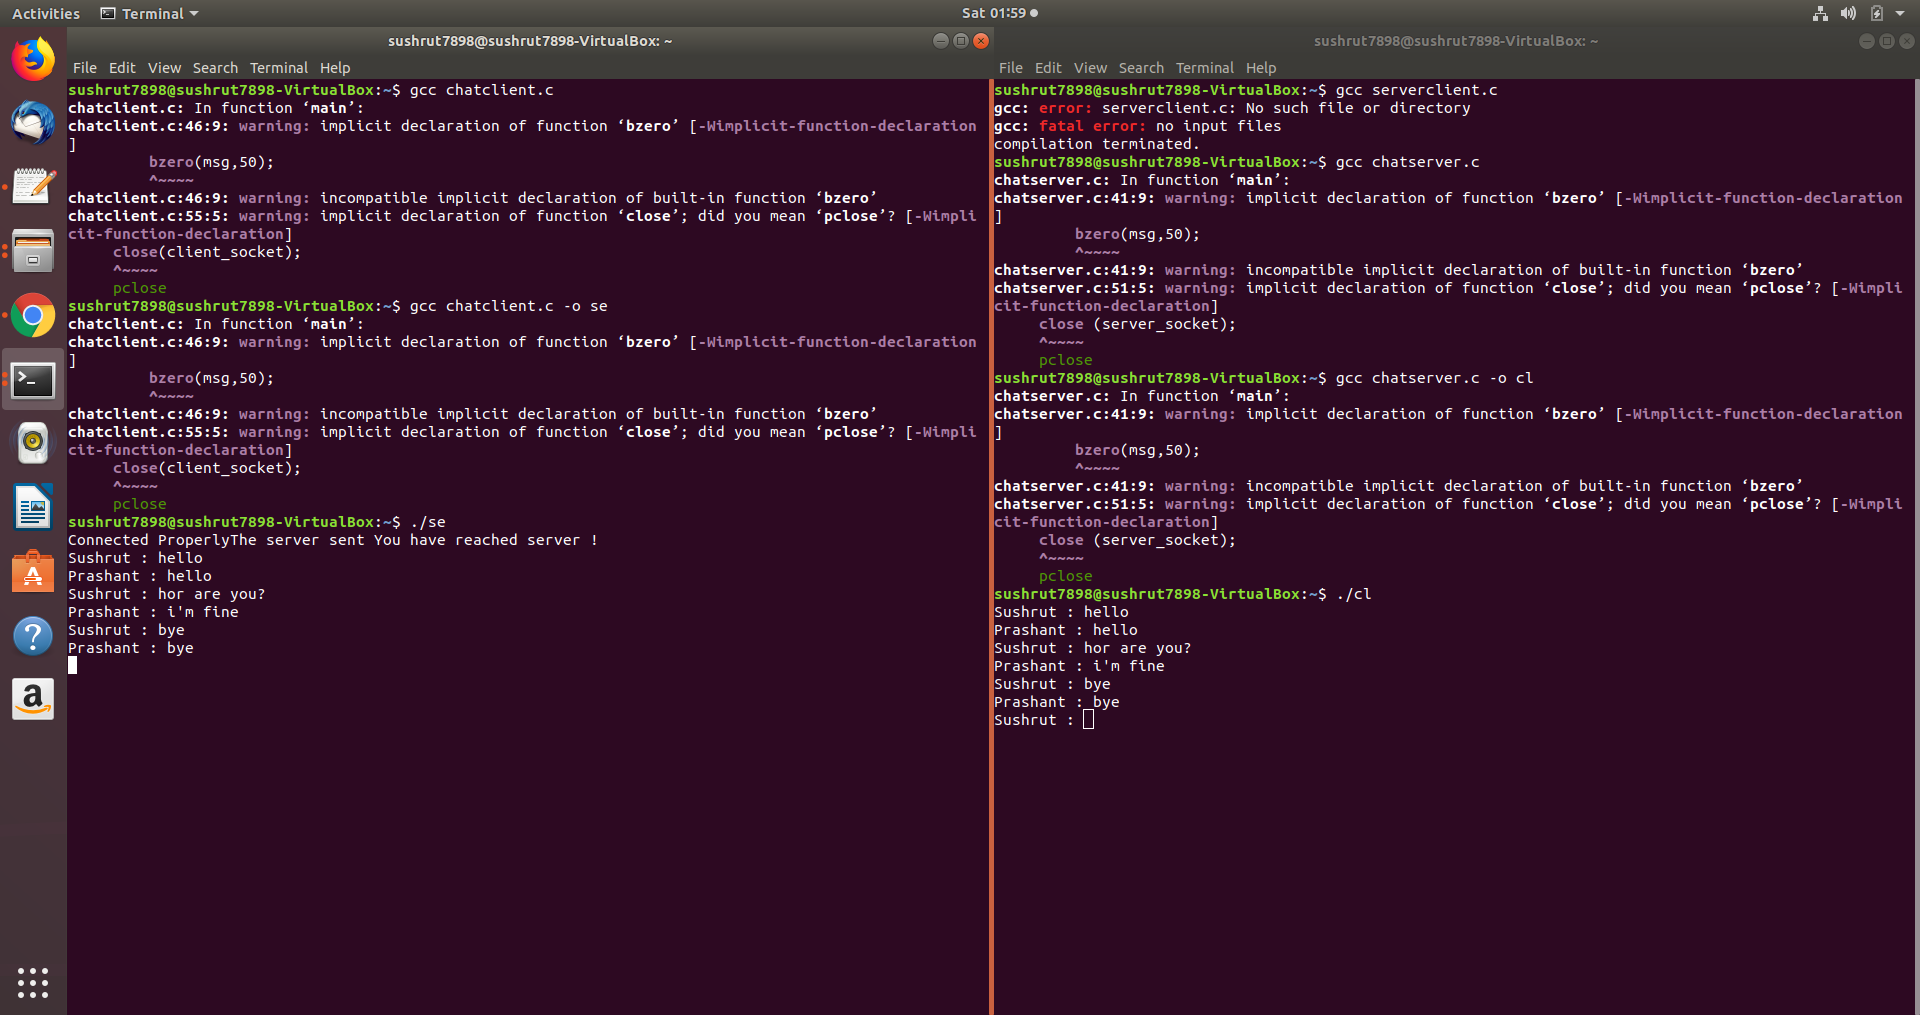 Activities Terminal Sat 01:59
sushrut7898@sushrut7898-VirtualBox: ~
File Edit View Search Terminal Help
sushrut7898@sushrut7898-VirtualBox:~$ gcc chatclient.c
chatclient.c: In function ‘main’:
chatclient.c:46:9: warning: implicit declaration of function ‘bzero’ [-Wimplicit-function-declaration
]
bzero(msg,50);
^~~~~
chatclient.c:46:9: warning: incompatible implicit declaration of built-in function ‘bzero’
chatclient.c:55:5: warning: implicit declaration of function ‘close’; did you mean ‘pclose’? [-Wimpli
cit-function-declaration]
close(client_socket);
^~~~~
pclose
sushrut7898@sushrut7898-VirtualBox:~$ gcc chatclient.c -o se
chatclient.c: In function ‘main’:
chatclient.c:46:9: warning: implicit declaration of function ‘bzero’ [-Wimplicit-function-declaration
]
bzero(msg,50);
^~~~~
chatclient.c:46:9: warning: incompatible implicit declaration of built-in function ‘bzero’
chatclient.c:55:5: warning: implicit declaration of function ‘close’; did you mean ‘pclose’? [-Wimpli
cit-function-declaration]
close(client_socket);
^~~~~
pclose
sushrut7898@sushrut7898-VirtualBox:~$ ./se
Connected ProperlyThe server sent You have reached server !
Sushrut : hello
Prashant : hello
Sushrut : hor are you?
Prashant : i'm fine
Sushrut : bye
Prashant : bye
sushrut7898@sushrut7898-VirtualBox: ~
File Edit View Search Terminal Help
sushrut7898@sushrut7898-VirtualBox:~$ gcc serverclient.c
gcc: error: serverclient.c: No such file or directory
gcc: fatal error: no input files
compilation terminated.
sushrut7898@sushrut7898-VirtualBox:~$ gcc chatserver.c
chatserver.c: In function ‘main’:
chatserver.c:41:9: warning: implicit declaration of function ‘bzero’ [-Wimplicit-function-declaration
]
bzero(msg,50);
^~~~~
chatserver.c:41:9: warning: incompatible implicit declaration of built-in function ‘bzero’
chatserver.c:51:5: warning: implicit declaration of function ‘close’; did you mean ‘pclose’? [-Wimpli
cit-function-declaration]
close (server_socket);
^~~~~
pclose
sushrut7898@sushrut7898-VirtualBox:~$ gcc chatserver.c -o cl
chatserver.c: In function ‘main’:
chatserver.c:41:9: warning: implicit declaration of function ‘bzero’ [-Wimplicit-function-declaration
]
bzero(msg,50);
^~~~~
chatserver.c:41:9: warning: incompatible implicit declaration of built-in function ‘bzero’
chatserver.c:51:5: warning: implicit declaration of function ‘close’; did you mean ‘pclose’? [-Wimpli
cit-function-declaration]
close (server_socket);
^~~~~
pclose
sushrut7898@sushrut7898-VirtualBox:~$ ./cl
Sushrut : hello
Prashant : hello
Sushrut : hor are you?
Prashant : i'm fine
Sushrut : bye
Prashant : bye
Sushrut :